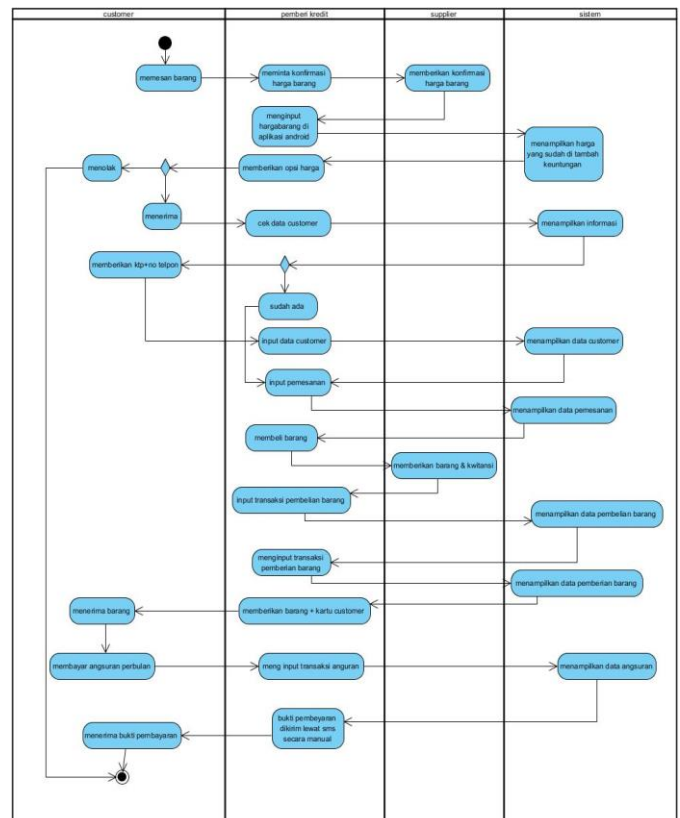 customer
pemberi kredit
supplier
sistem
memesan barang
meminta konfirmasi
harga barang
memberikan konfirmasi
harga barang
menginput
hargabarang di
aplikasi android
menampilkan harga
yang sudah di tambah
keuntungan
menolak
memberikan opsi harga
menerima
cek data customer
menampilkan informasi
memberikan ktp+no telpon
sudah ada
input data customer
menampilkan data customer
input pemesanan
menampilkan data pemesanan
membeli barang
memberikan barang & kwitansi
input transaksi pembelian barang
menampilkan data pembelian barang
menginput transaksi
pemberian barang
menampilkan data pemberian barang
menerima barang
memberikan barang + kartu customer
membayar angsuran perbulan
meng input transaksi anguran
menampilkan data angsuran
bukti pembeyaran
dikirim lewat sms
secara manual
menerima bukti pembayaran